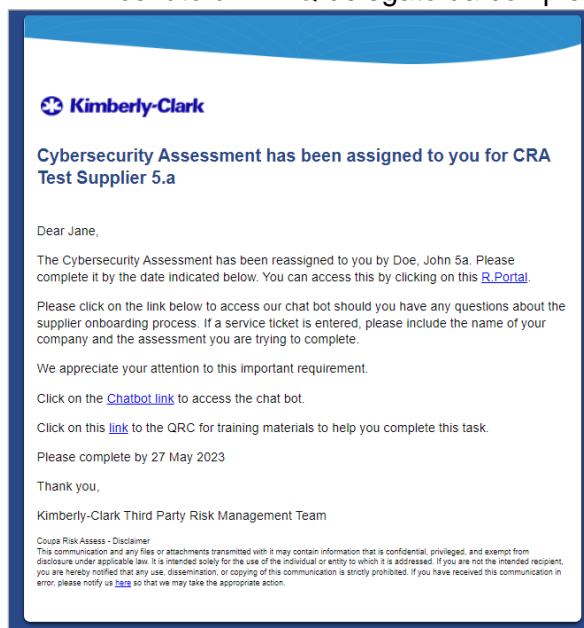 Kimberly-Clark
Cybersecurity Assessment has been assigned to you for CRA
Test Supplier 5.a
Dear Jane,
The Cybersecurity Assessment has been reassigned to you by Doe, John 5a. Please
complete it by the date indicated below. You can access this by clicking on this R.Portal.
Please click on the link below to access our chat bot should you have any questions about the
supplier onboarding process. If a service ticket is entered, please include the name of your
company and the assessment you are trying to complete.
We appreciate your attention to this important requirement.
Click on the Chatbot link to access the chat bot.
Click on this link to the QRC for training materials to help you complete this task.
Please complete by 27 May 2023
Thank you,
Kimberly-Clark Third Party Risk Management Team
Coupa Risk Assess - Disclaimer
This communication and any files or attachments transmitted with it may contain information that is confidential, privileged, and exempt from
disclosure under applicable law. It is intended solely for the use of the individual or entity to which it is addressed. If you are not the intended recipient,
you are hereby notified that any use, dissemination, or copying of this communication is strictly prohibited. If you have received this communication in
error, please notify us here so that we may take the appropriate action.